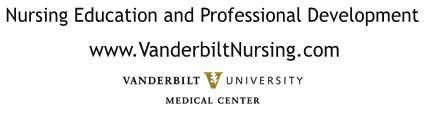 Nursing Education and Professional Development
www.VanderbiltNursing.com
VANDERBILT V UNIVERSITY
MEDICAL CENTER